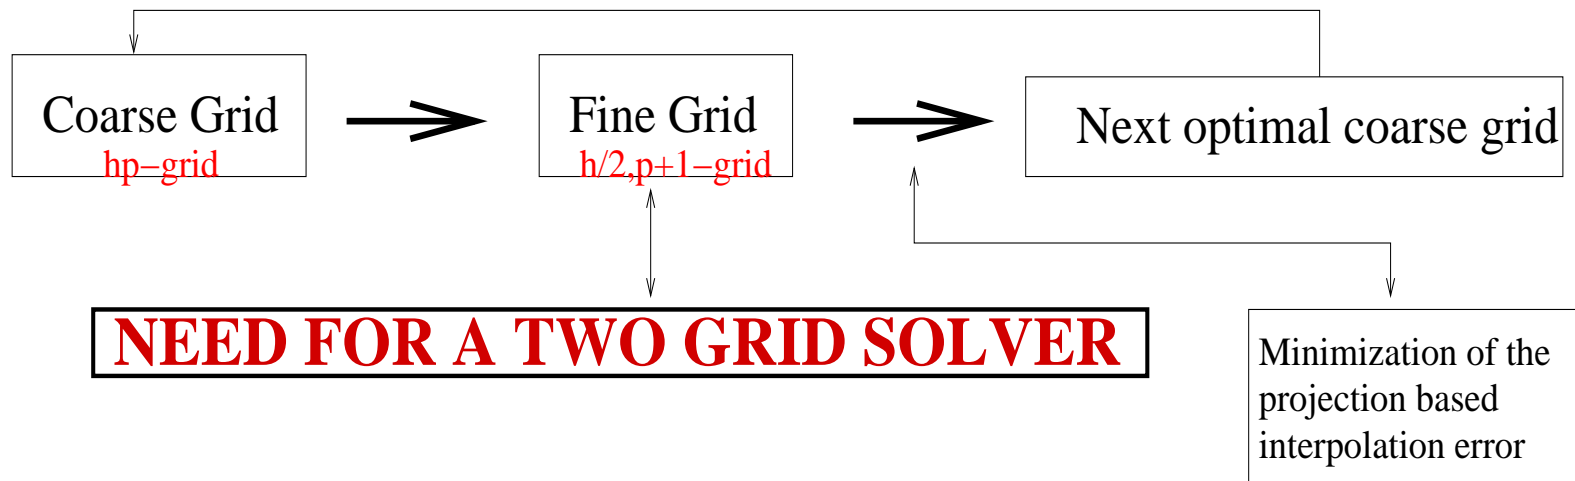 Coarse Grid
hp−grid
Fine Grid
h/2,p+1−grid
Next optimal coarse grid
NEED FOR A TWO GRID SOLVER
Minimization of the
projection based
interpolation error